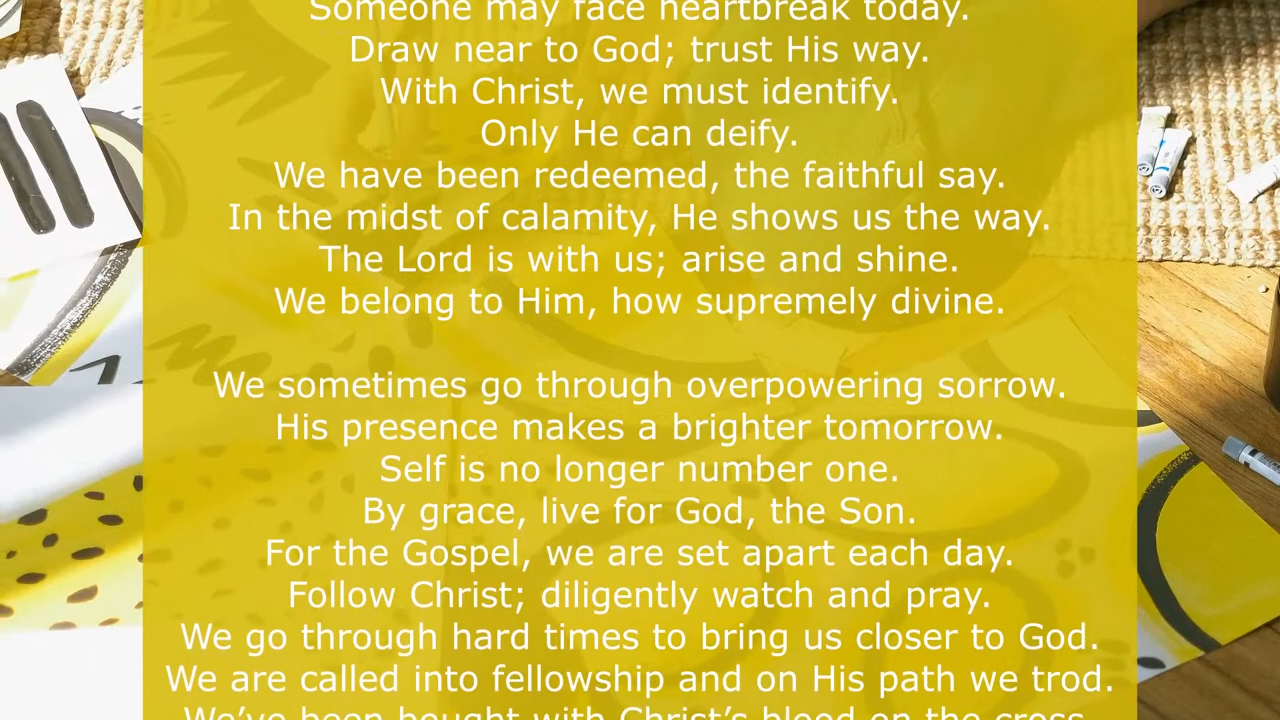 Someone may face heartbreak today.
Draw near to God; trust His way.
With Christ, we must identify.
Only He can deify.
We have been redeemed, the faithful say.
In the midst of calamity, He shows us the way.
The Lord is with us; arise and shine.
We belong to Him, how supremely divine.
We sometimes go through overpowering sorrow.
His presence makes a brighter tomorrow.
Self is no longer number one.
By grace, live for God, the Son.
For the Gospel, we are set apart each day.
Follow Christ; diligently watch and pray.
We go through hard times to bring us closer to God.
We are called into fellowship and on His path we trod.
We’ve been bought with Christ’s blood on the cross